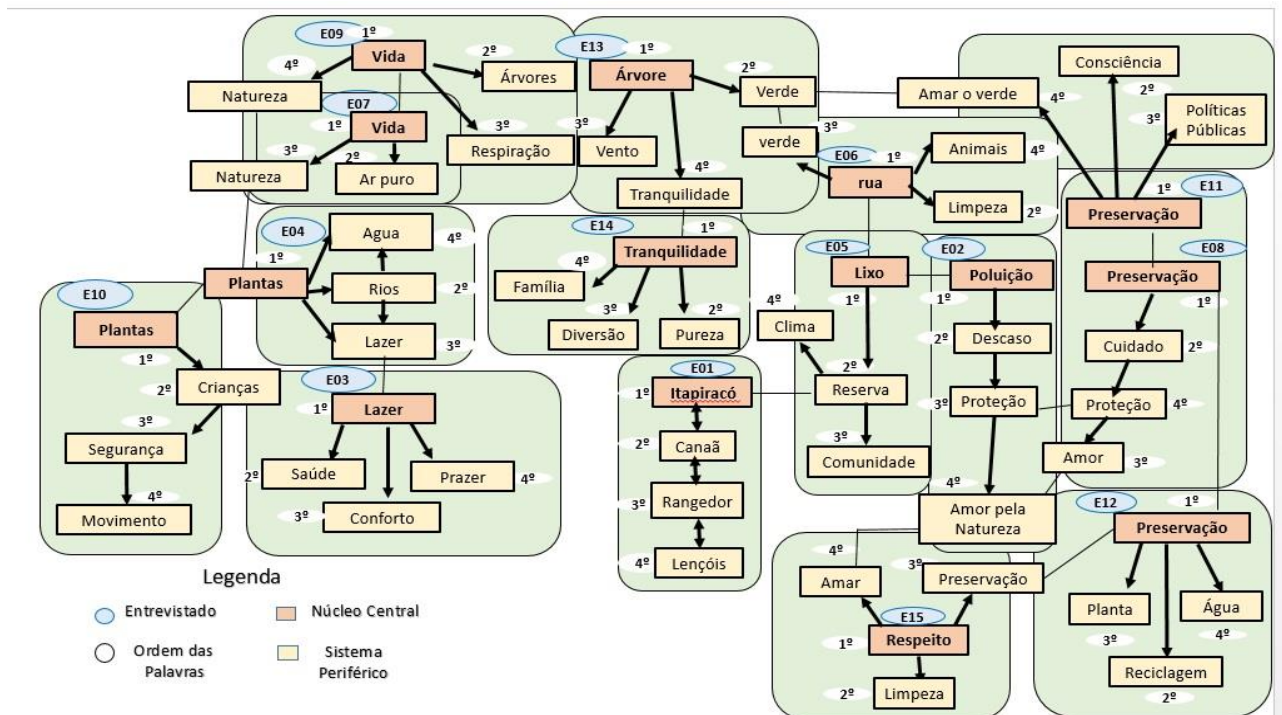 E09
1º
Vida
4º
2º
Árvores
Natureza
E07
1º
Vida
3º
Respiração
3º
2º
Natureza
Ar puro
E13
1º
Árvore
2º
Verde
3º
Vento
verde
3º
4º
Tranquilidade
E06
1º
rua
Animais
4º
Limpeza
2º
Consciência
2º
Amar o verde
4º
3º
Políticas
Públicas
1º
E11
Preservação
E08
Preservação
1º
Cuidado
2º
Proteção
4º
Amor
3º
E04
1º
Agua
4º
Plantas
Rios
2º
Lazer
3º
E14
1º
Tranquilidade
4º
Família
3º
2º
Diversão
Pureza
E05
Lixo
1º
4º
Clima
2º
Reserva
3º
Comunidade
E02
Poluição
1º
2º
Descaso
3º
Proteção
4º
Amor pela
Natureza
E10
Plantas
1º
2º
Crianças
3º
Segurança
4º
Movimento
E03
1º
Lazer
2º
Saúde
Prazer
4º
3º
Conforto
E01
1º
Itapiracó
2º
Canaã
3º
Rangedor
4º
Lençóis
E12
1º
Preservação
Planta
Água
3º
4º
Reciclagem
2º
4º
3º
Amar
Preservação
E15
1º
Respeito
2º
Limpeza
Legenda
Entrevistado
Núcleo Central
Ordem das
Palavras
Sistema
Periférico